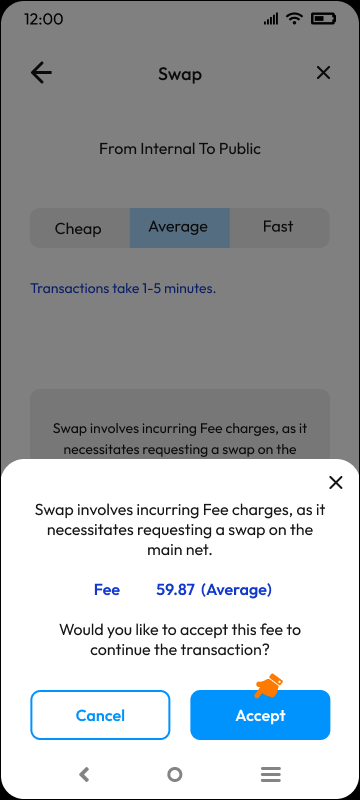 12:00
Swap
From Internal To Public
Cheap Average Fast
Transactions take 1-5 minutes.
Swap involves incurring Fee charges, as it
necessitates requesting a swap on the
Swap involves incurring Fee charges, as it
necessitates requesting a swap on the
main net.
Fee 59.87 (Average)
Would you like to accept this fee to
continue the transaction?
Cancel Accept